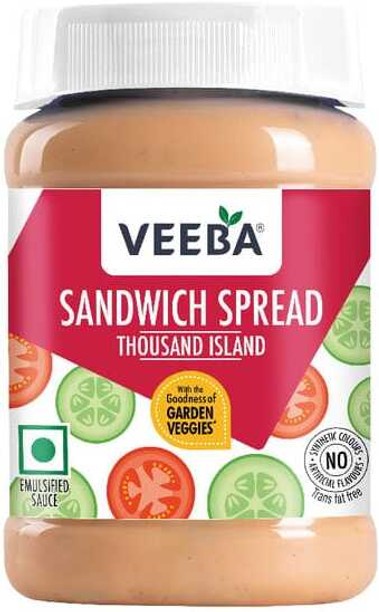 VEEBA®
SANDWICH SPREAD
THOUSAND ISLAND
With the
Goodness of
GARDEN
VEGGIES*
EMULSIFIED
SAUCE
SYNTHETIC COLOURS
NO
ARTIFICIAL FLAVOURS
Trans fat free